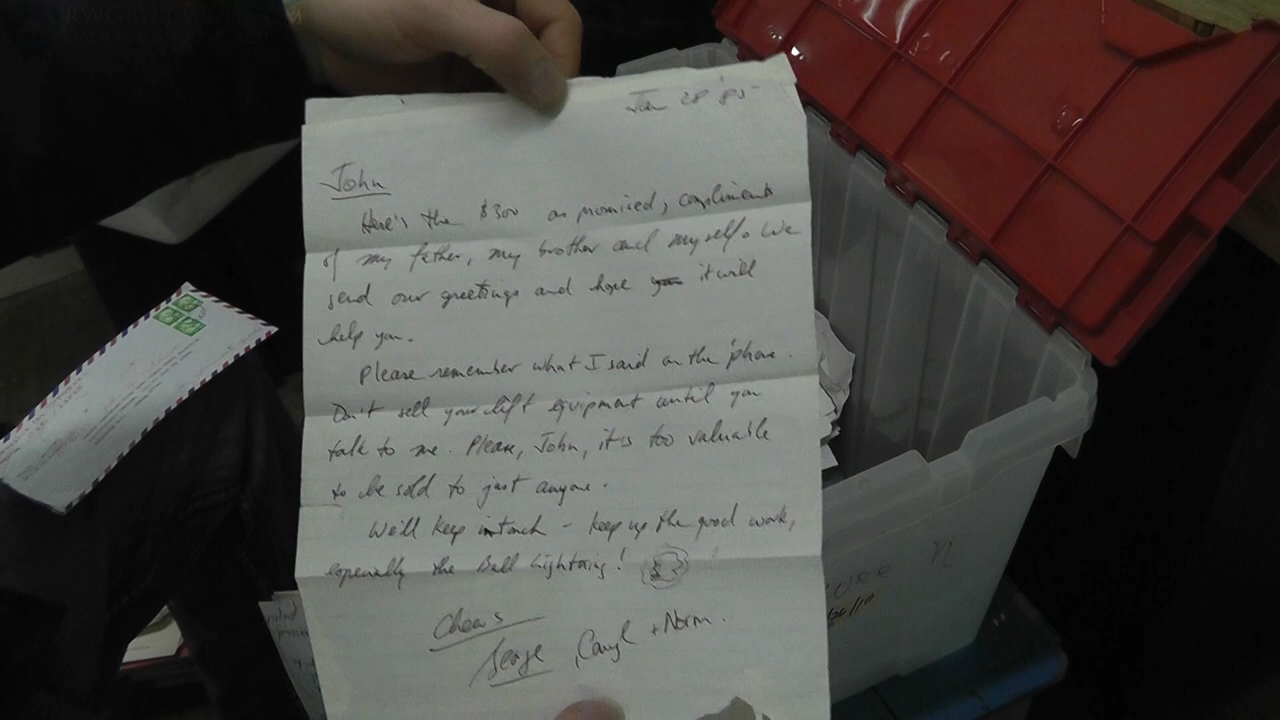 Jan 28 '85
John
Here's the $300 as promised, compliments
of my father, my brother and myself. We
send our greetings and hope it will
help you.
Please remember what I said on the 'phone.
Don't sell your lift equipment until you
talk to me. Please, John, it is too valuable
to be sold to just anyone.
We'll keep in touch - keep up the good work,
especially the Ball Lightning!
Cheers
George, Caryl + Norm.